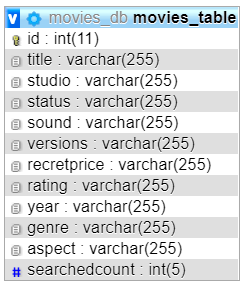 v movies_db movies_table
id : int(11)
title : varchar(255)
studio : varchar(255)
status : varchar(255)
sound : varchar(255)
versions : varchar(255)
recretprice : varchar(255)
rating : varchar(255)
year : varchar(255)
genre : varchar(255)
aspect : varchar(255)
# searchedcount : int(5)